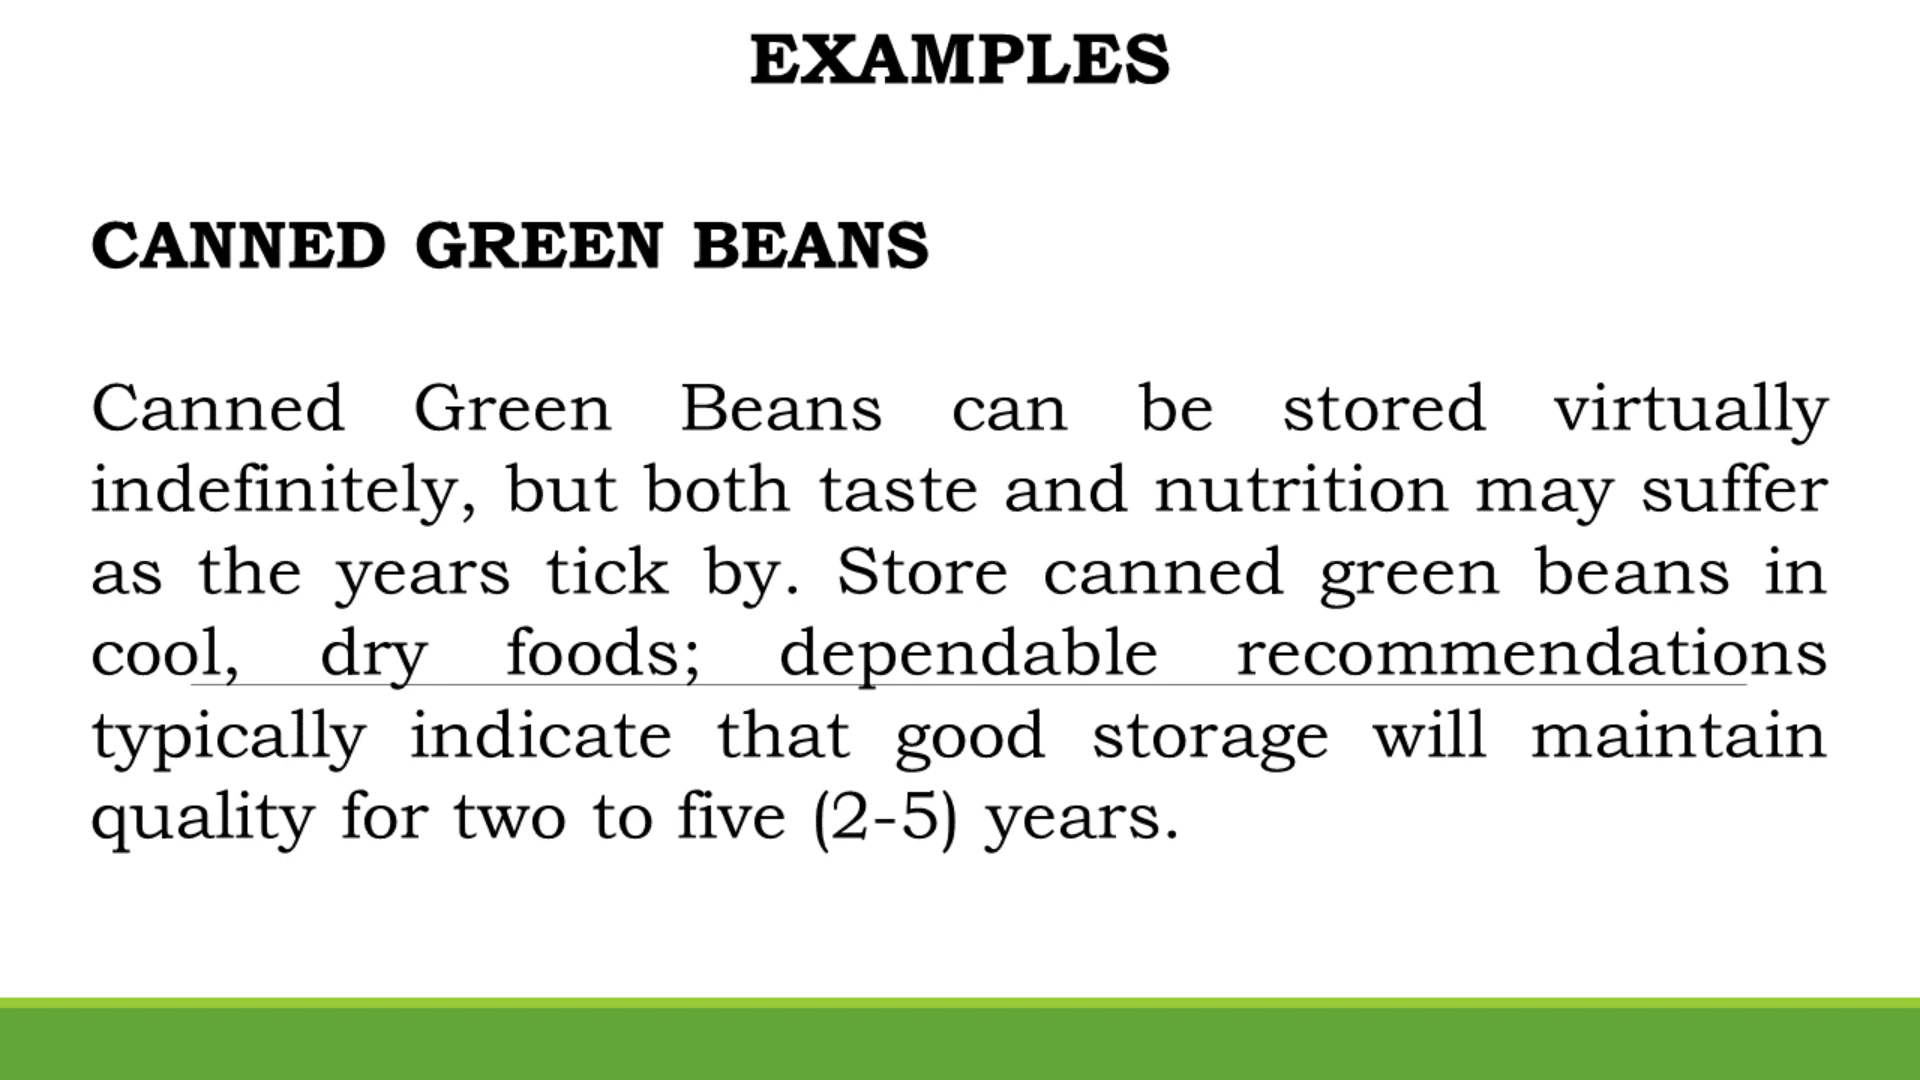 EXAMPLES
CANNED GREEN BEANS
Canned Green Beans can be stored virtually
indefinitely, but both taste and nutrition may suffer
as the years tick by. Store canned green beans in
cool, dry foods; dependable recommendations
typically indicate that good storage will maintain
quality for two to five (2-5) years.